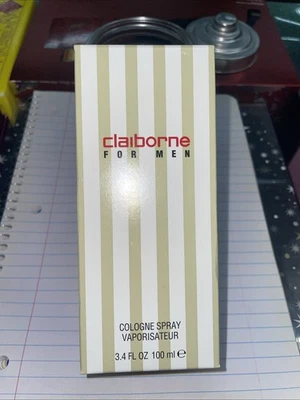 claiborne
FOR MEN
COLOGNE SPRAY
VAPORISATEUR
3.4 FL OZ 100 ml ℮